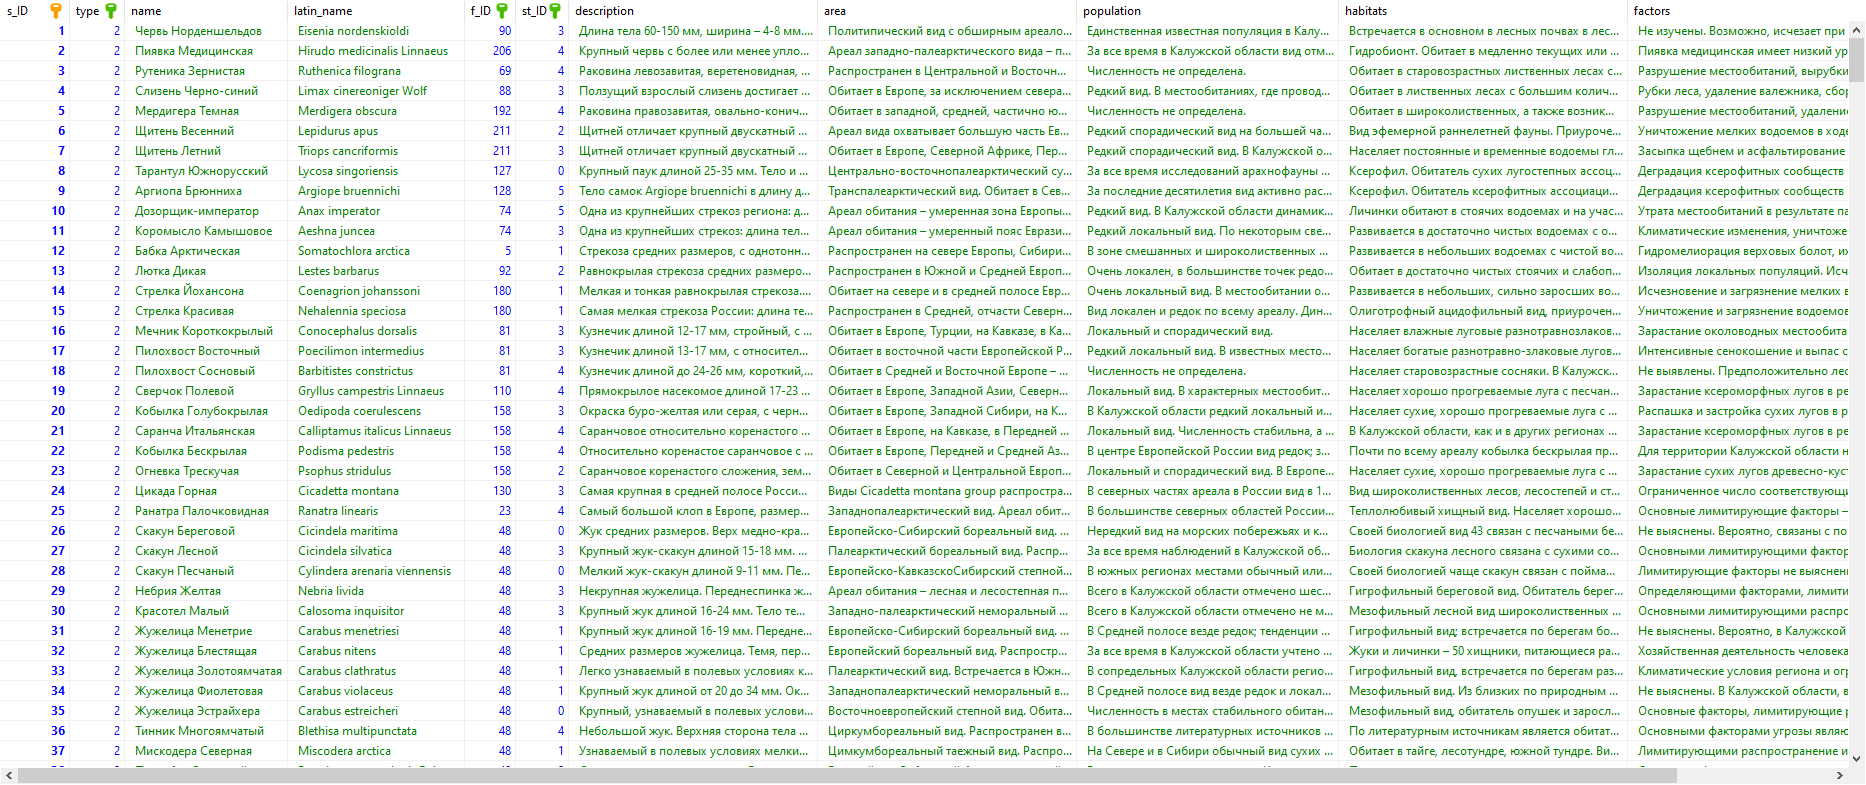 s_ID type name latin_name f_ID st_ID description area population habitats factors
1 2 Червь Норденшельдов Eisenia nordenskioldi 90 3 Длина тела 60-150 мм, ширина – 4-8 мм.... Политипический вид с обширным ареало... Единственная известная популяция в Калу... Встречается в основном в лесных почвах в лес... Не изучены. Возможно, исчезает при
2 2 Пиявка Медицинская Hirudo medicinalis Linnaeus 206 4 Крупный червь с более или менее упло... Ареал западно-палеарктического вида – п... За все время в Калужской области вид отм... Гидробионт. Обитает в медленно текущих или ... Пиявка медицинская имеет низкий ур
3 2 Рутеника Зернистая Ruthenica filograna 69 4 Раковина левозавитая, веретеновидная, ... Распространен в Центральной и Восточн... Численность не определена. Обитает в старовозрастных лиственных лесах с... Разрушение местообитаний, вырубки
4 2 Слизень Черно-синий Limax cinereoniger Wolf 88 3 Ползущий взрослый слизень достигает ... Обитает в Европе, за исключением севера... Редкий вид. В местообитаниях, где провод... Обитает в лиственных лесах с большим колич... Рубки леса, удаление валежника, сбор
5 2 Мердигера Темная Merdigera obscura 192 4 Раковина правозавитая, овально-конич... Обитает в западной, средней, частично ю... Численность не определена. Обитает в широколиственных, а также возник... Разрушение местообитаний, удаление
6 2 Щитень Весенний Lepidurus apus 211 2 Щитней отличает крупный двускатный ... Ареал вида охватывает большую часть Ев... Редкий спорадический вид на большей ча... Вид эфемерной раннелетней фауны. Приуроче... Уничтожение мелких водоемов в ходе
7 2 Щитень Летний Triops cancriformis 211 3 Щитней отличает крупный двускатный ... Обитает в Европе, Северной Африке, Пер... Редкий спорадический вид. В Калужской о... Населяет постоянные и временные водоемы гл... Засыпка щебнем и асфальтирование
8 2 Тарантул Южнорусский Lycosa singoriensis 127 0 Крупный паук длиной 25-35 мм. Тело и ... Центрально-восточнопалеарктический су... За все время исследований арахнофауны ... Ксерофил. Обитатель сухих лугостепных ассоц... Деградация ксерофитных сообществ
9 2 Аргиопа Брюнниха Argiope bruennichi 128 5 Тело самок Argiope bruennichi в длину д... Транспалеарктический вид. Обитает в Сев... За последние десятилетия вид активно рас... Ксерофил. Обитатель ксерофитных ассоциаци... Деградация ксерофитных сообществ
10 2 Дозорщик-император Anax imperator 74 5 Одна из крупнейших стрекоз региона: д... Ареал обитания – умеренная зона Европы... Редкий вид. В Калужской области динамик... Личинки обитают в стоячих водоемах и на учас... Утрата местообитаний в результате па
11 2 Коромысло Камышовое Aeshna juncea 74 3 Одна из крупнейших стрекоз: длина тел... Ареал обитания – умеренный пояс Еврази... Редкий локальный вид. По некоторым све... Развивается в достаточно чистых водоемах с о... Климатические изменения, уничтоже
12 2 Бабка Арктическая Somatochlora arctica 5 1 Стрекоза средних размеров, с однотонн... Распространен на севере Европы, Сибири... В зоне смешанных и широколиственных ... Развивается в небольших водоемах с чистой во... Гидромелиорация верховых болот, их
13 2 Лютка Дикая Lestes barbarus 92 2 Равнокрылая стрекоза средних размеро... Распространен в Южной и Средней Европ... Очень локален, в большинстве точек редо... Обитает в достаточно чистых стоячих и слабоп... Изоляция локальных популяций. Исч
14 2 Стрелка Йохансона Coenagrion johanssoni 180 1 Мелкая и тонкая равнокрылая стрекоза.... Обитает на севере и в средней полосе Евр... Очень локальный вид. В местообитании о... Развивается в небольших, сильно заросших во... Исчезновение и загрязнение мелких в
15 2 Стрелка Красивая Nehalennia speciosa 180 1 Самая мелкая стрекоза России: длина те... Распространен в Средней, отчасти Северн... Вид локален и редок по всему ареалу. Дин... Олиготрофный ацидофильный вид, приурочен... Уничтожение и загрязнение водоемов
16 2 Мечник Короткокрылый Conocephalus dorsalis 81 3 Кузнечик длиной 12-17 мм, стройный, с ... Обитает в Европе, Турции, на Кавказе, в Ка... Локальный и спорадический вид. Населяет влажные луговые разнотравнозлаков... Зарастание околоводных местообита
17 2 Пилохвост Восточный Poecilimon intermedius 81 3 Кузнечик длиной 13-17 мм, с относител... Обитает в восточной части Европейской Р... Редкий локальный вид. В известных место... Населяет богатые разнотравно-злаковые лугов... Интенсивные сенокошение и выпас с
18 2 Пилохвост Сосновый Barbitistes constrictus 81 4 Кузнечик длиной до 24-26 мм, короткий,... Обитает в Средней и Восточной Европе – ... Численность не определена. Населяет старовозрастные сосняки. В Калужск... Не выявлены. Предположительно лес
19 2 Сверчок Полевой Gryllus campestris Linnaeus 110 4 Прямокрылое насекомое длиной 17-23 ... Обитает в Европе, Западной Азии, Северн... Локальный вид. В характерных местообит... Населяет хорошо прогреваемые луга с песчан... Зарастание ксероморфных лугов в ре
20 2 Кобылка Голубокрылая Oedipoda coerulescens 158 3 Окраска буро-желтая или серая, с черн... Обитает в Европе, Западной Сибири, на К... В Калужской области редкий локальный и... Населяет сухие, хорошо прогреваемые луга с ... Распашка и застройка сухих лугов в р
21 2 Саранча Итальянская Calliptamus italicus Linnaeus 158 4 Саранчовое относительно коренастого ... Обитает в Европе, на Кавказе, в Передней ... Локальный вид. Численность стабильна, а ... В Калужской области, как и в других регионах ... Зарастание ксероморфных лугов в ре
22 2 Кобылка Бескрылая Podisma pedestris 158 4 Относительно коренастое саранчовое с ... Обитает в Европе, Передней и Средней Аз... В центре Европейской России вид редок; з... Почти по всему ареалу кобылка бескрылая пр... Для территории Калужской области н
23 2 Огневка Трескучая Psophus stridulus 158 2 Саранчовое коренастого сложения, зем... Обитает в Северной и Центральной Европ... Локальный и спорадический вид. В Европе... Населяет сухие, хорошо прогреваемые луга с ... Зарастание сухих лугов древесно-куст
24 2 Цикада Горная Cicadetta montana 130 3 Самая крупная в средней полосе Росси... Виды Cicadetta montana group распростра... В северных частях ареала в России вид в 1... Вид широколиственных лесов, лесостепей и ст... Ограниченное число соответствующи
25 2 Ранатра Палочковидная Ranatra linearis 23 4 Самый большой клоп в Европе, размер... Западнопалеарктический вид. Ареал обит... В большинстве северных областей России... Теплолюбивый хищный вид. Населяет хорошо... Основные лимитирующие факторы –
26 2 Скакун Береговой Cicindela maritima 48 0 Жук средних размеров. Верх медно-кра... Европейско-Сибирский бореальный вид. ... Нередкий вид на морских побережьях и к... Своей биологией вид 43 связан с песчаными бе... Не выяснены. Вероятно, связаны с по
27 2 Скакун Лесной Cicindela silvatica 48 3 Крупный жук-скакун длиной 15-18 мм. ... Палеарктический бореальный вид. Распр... За все время наблюдений в Калужской об... Биология скакуна лесного связана с сухими со... Основными лимитирующими фактор
28 2 Скакун Песчаный Cylindera arenaria viennensis 48 0 Мелкий жук-скакун длиной 9-11 мм. Пе... Европейско-КавказскоСибирский степной... В южных регионах местами обычный или... Своей биологией чаще скакун связан с пойма... Лимитирующие факторы не выяснен
29 2 Небрия Желтая Nebria livida 48 3 Некрупная жужелица. Переднеспинка ж... Ареал обитания – лесная и лесостепная п... Всего в Калужской области отмечено шес... Гигрофильный береговой вид. Обитатель берег... Определяющими факторами, лимити
30 2 Красотел Малый Calosoma inquisitor 48 3 Крупный жук длиной 16-24 мм. Тело те... Западно-палеарктический неморальный ... Всего в Калужской области отмечено не м... Мезофильный лесной вид широколиственных ... Основными лимитирующими распро
31 2 Жужелица Менетрие Carabus menetriesi 48 1 Крупный жук длиной 16-19 мм. Передне... Европейско-Сибирский бореальный вид. ... В Средней полосе везде редок; тенденции ... Гигрофильный вид; встречается по берегам бо... Не выяснены. Вероятно, в Калужской
32 2 Жужелица Блестящая Carabus nitens 48 1 Средних размеров жужелица. Темя, пер... Европейский бореальный вид. Распростр... За все время в Калужской области учтено ... Жуки и личинки – 50 хищники, питающиеся ра... Хозяйственная деятельность человека
33 2 Жужелица Золотоямчатая Carabus clathratus 48 1 Легко узнаваемый в полевых условиях к... Палеарктический вид. Встречается в Южн... В сопредельных Калужской области регио... Гигрофильный вид, встречается по берегам раз... Климатические условия региона и огр
34 2 Жужелица Фиолетовая Carabus violaceus 48 1 Крупный жук длиной от 20 до 34 мм. Ок... Западнопалеарктический неморальный в... В Средней полосе вид везде редок и локал... Мезофильный вид. Из близких по природным ... Не выяснены. В Калужской области, в
35 2 Жужелица Эстрайхера Carabus estreicheri 48 0 Крупный, узнаваемый в полевых услови... Восточноевропейский степной вид. Обита... Численность в местах стабильного обитан... Мезофильный вид, обитатель опушек и заросл... Основные факторы, лимитирующие р
36 2 Тинник Многоямчатый Blethisa multipunctata 48 4 Небольшой жук. Верхняя сторона тела ... Циркумбореальный вид. Распространен в... В большинстве литературных источников ... По литературным источникам является обитат... Основными факторами угрозы являю
37 2 Мискодера Северная Miscodera arctica 48 1 Узнаваемый в полевых условиях мелки... Цимкумбореальный таежный вид. Распро... На Севере и в Сибири обычный вид сухих ... Обитает в тайге, лесотундре, южной тундре. Ви... Лимитирующими распространение и